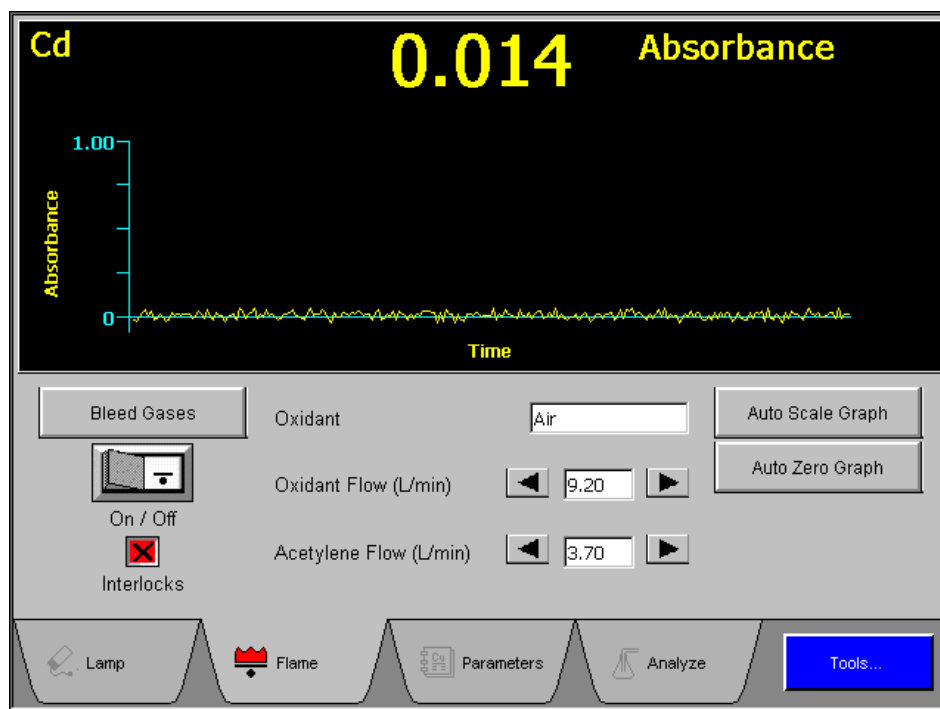 Cd
0.014
Absorbance
1.00
Absorbance
0
Time
Bleed Gases
Oxidant
Air
Auto Scale Graph
Auto Zero Graph
Oxidant Flow (L/min)
9.20
On / Off
Acetylene Flow (L/min)
3.70
Interlocks
Lamp
Flame
Cu
Parameters
Analyze
Tools...